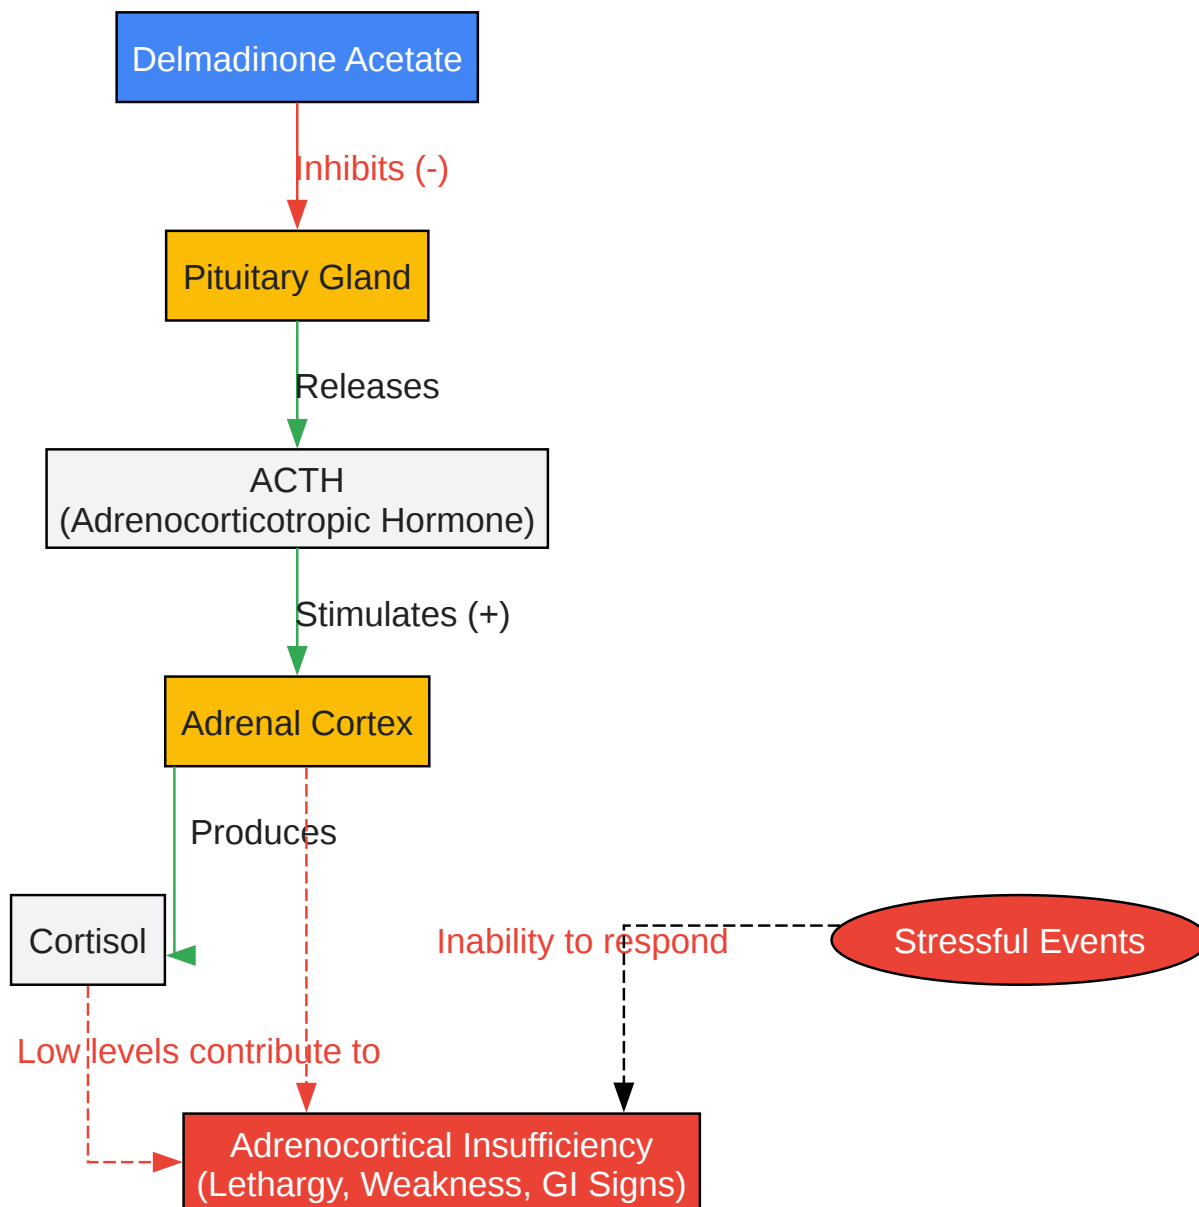 Delmadinone Acetate
Inhibits (-)
Pituitary Gland
Releases
ACTH
(Adrenocorticotropic Hormone)
Stimulates (+)
Adrenal Cortex
Produces
Cortisol
Inability to respond
Stressful Events
Low levels contribute to
Adrenocortical Insufficiency
(Lethargy, Weakness, GI Signs)